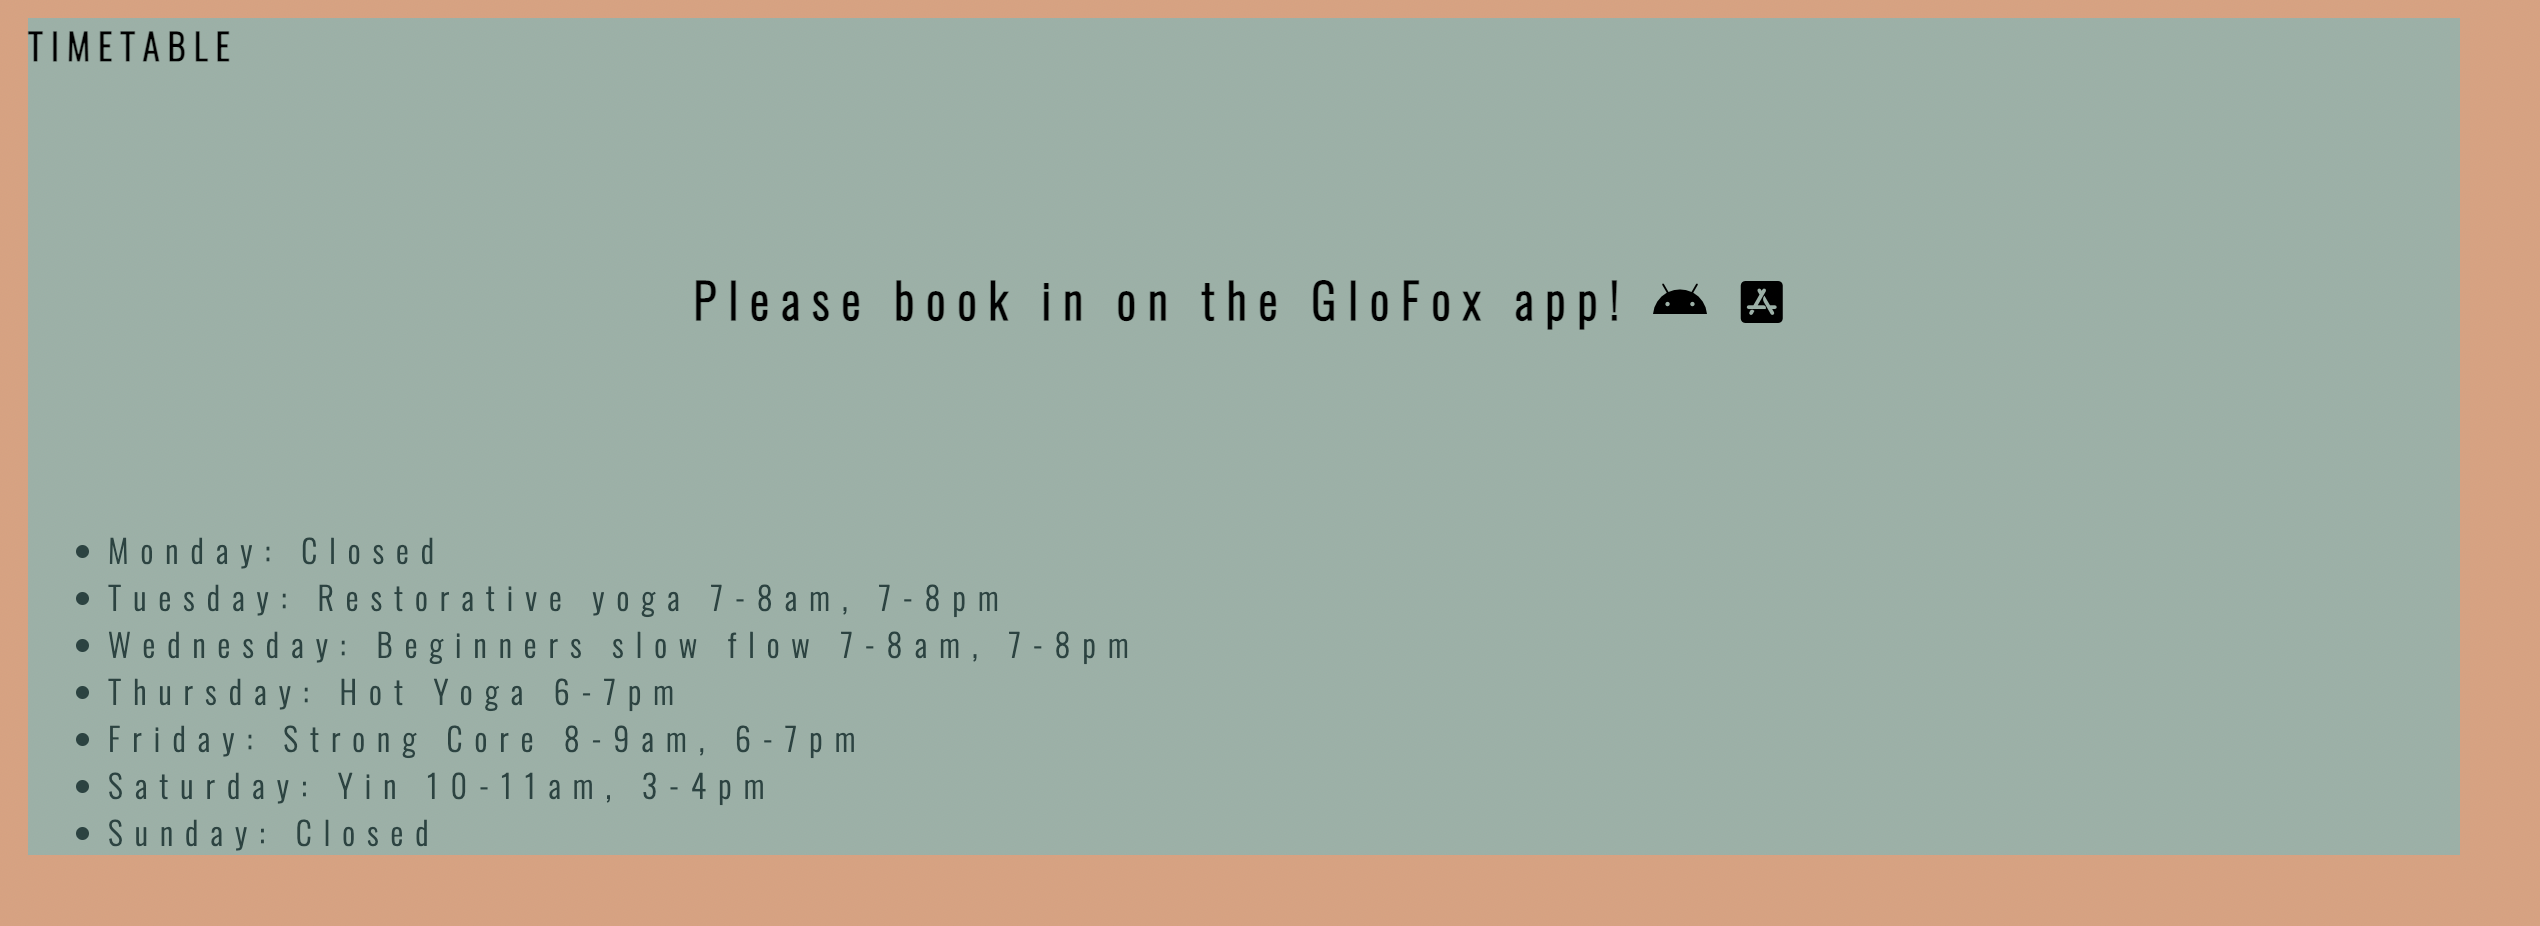 TIMETABLE
Please book in on the GloFox app!
Monday: Closed
Tuesday: Restorative yoga 7-8am, 7-8pm
Wednesday: Beginners slow flow 7-8am, 7-8pm
Thursday: Hot Yoga 6-7pm
Friday: Strong Core 8-9am, 6-7pm
Saturday: Yin 10-11am, 3-4pm
Sunday: Closed